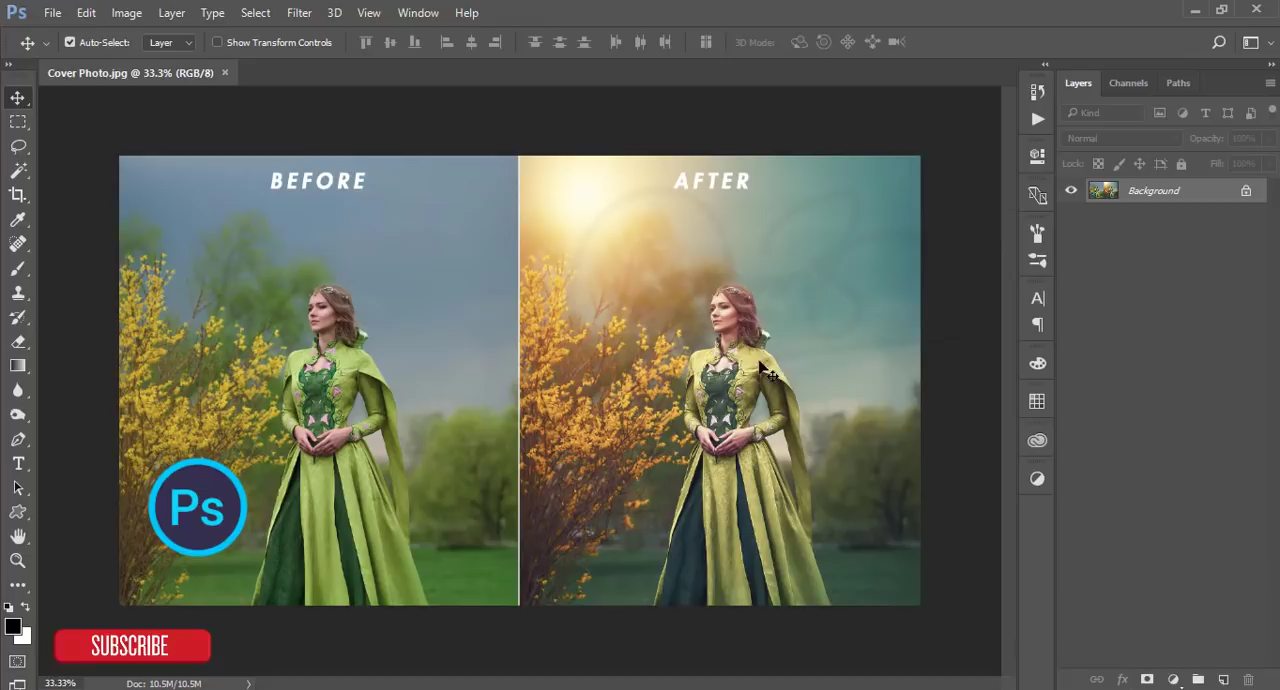 Ps File Edit Image Layer Type Select Filter 3D View Window Help
Auto-Select: Layer Show Transform Controls 3D Mode:
Cover Photo.jpg @ 33.3% (RGB/8) ×
Layers Channels Paths
Kind
Normal Opacity: 100%
Lock: Fill: 100%
Background
BEFORE
AFTER
Ps
SUBSCRIBE
33.33% Doc: 10.5M/10.5M
fx